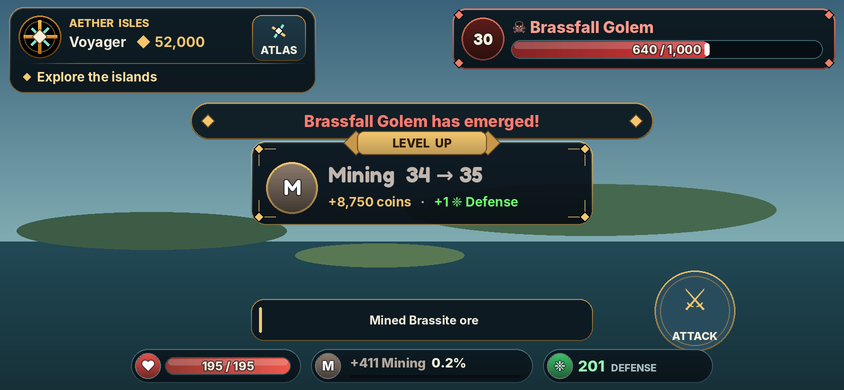 AETHER ISLES
Voyager 52,000
ATLAS
Explore the islands
30
Brassfall Golem
640 / 1,000
Brassfall Golem has emerged!
LEVEL UP
M
Mining 34 → 35
+8,750 coins · +1 ❈ Defense
Mined Brassite ore
ATTACK
195 / 195
M +411 Mining 0.2%
201 DEFENSE